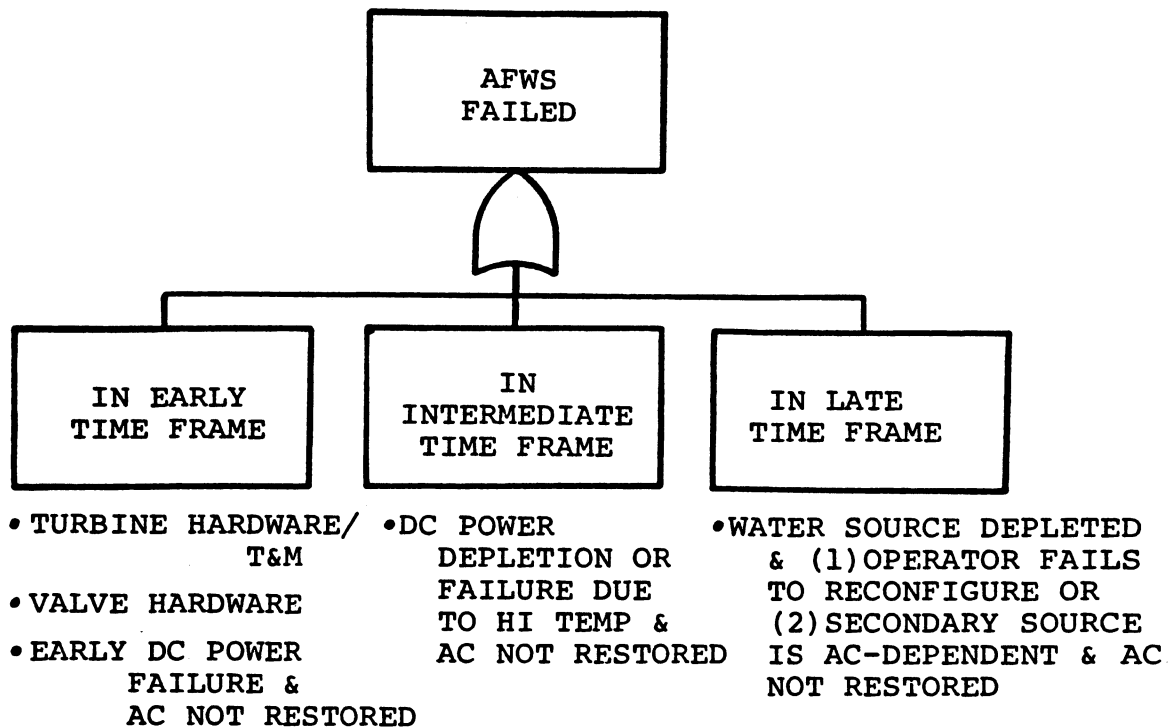 AFWS
FAILED
IN EARLY
TIME FRAME
IN
INTERMEDIATE
TIME FRAME
IN LATE
TIME FRAME
• TURBINE HARDWARE/
T&M
• VALVE HARDWARE
• EARLY DC POWER
FAILURE &
AC NOT RESTORED
• DC POWER
DEPLETION OR
FAILURE DUE
TO HI TEMP &
AC NOT RESTORED
• WATER SOURCE DEPLETED
& (1) OPERATOR FAILS
TO RECONFIGURE OR
(2) SECONDARY SOURCE
IS AC-DEPENDENT & AC
NOT RESTORED